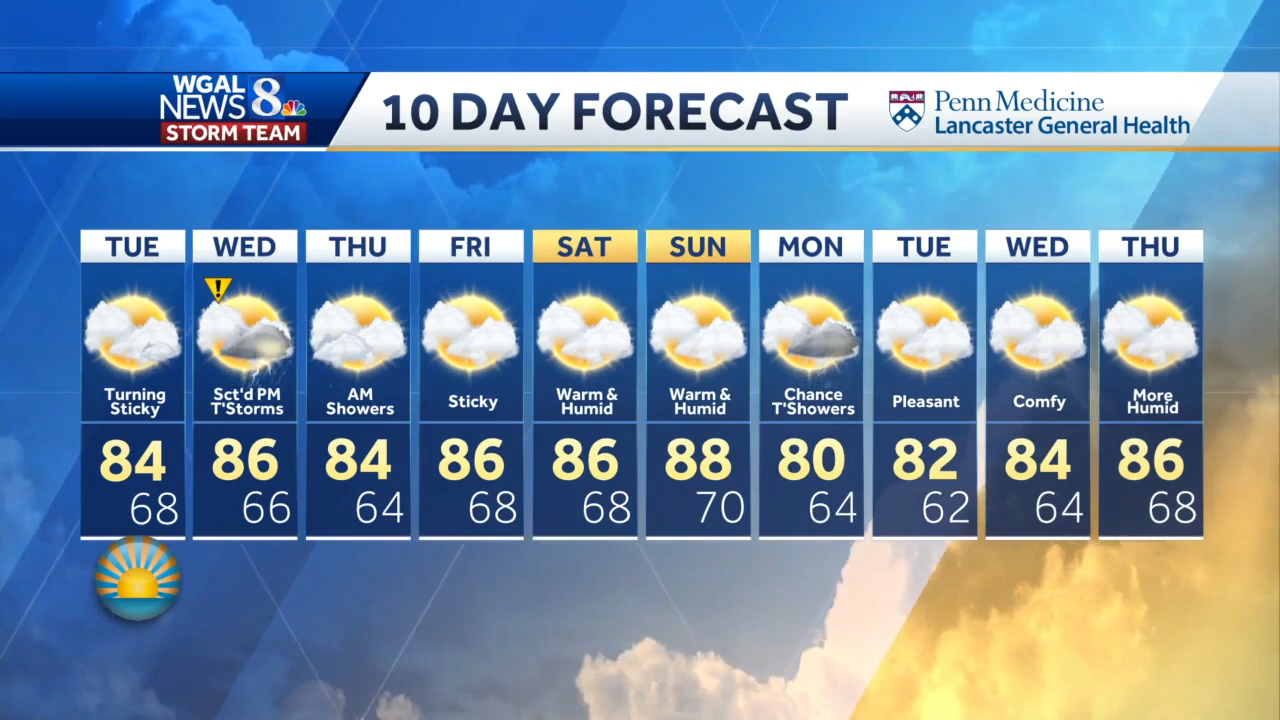 WGAL
NEWS 8
STORM TEAM
10 DAY FORECAST
Penn Medicine
Lancaster General Health
TUE WED THU FRI SAT SUN MON TUE WED THU
!
Turning Sticky
Sct'd PM T'Storms
AM Showers
Sticky
Warm & Humid
Warm & Humid
Chance T'Showers
Pleasant
Comfy
More Humid
84 86 84 86 86 88 80 82 84 86
68 66 64 68 68 70 64 62 64 68